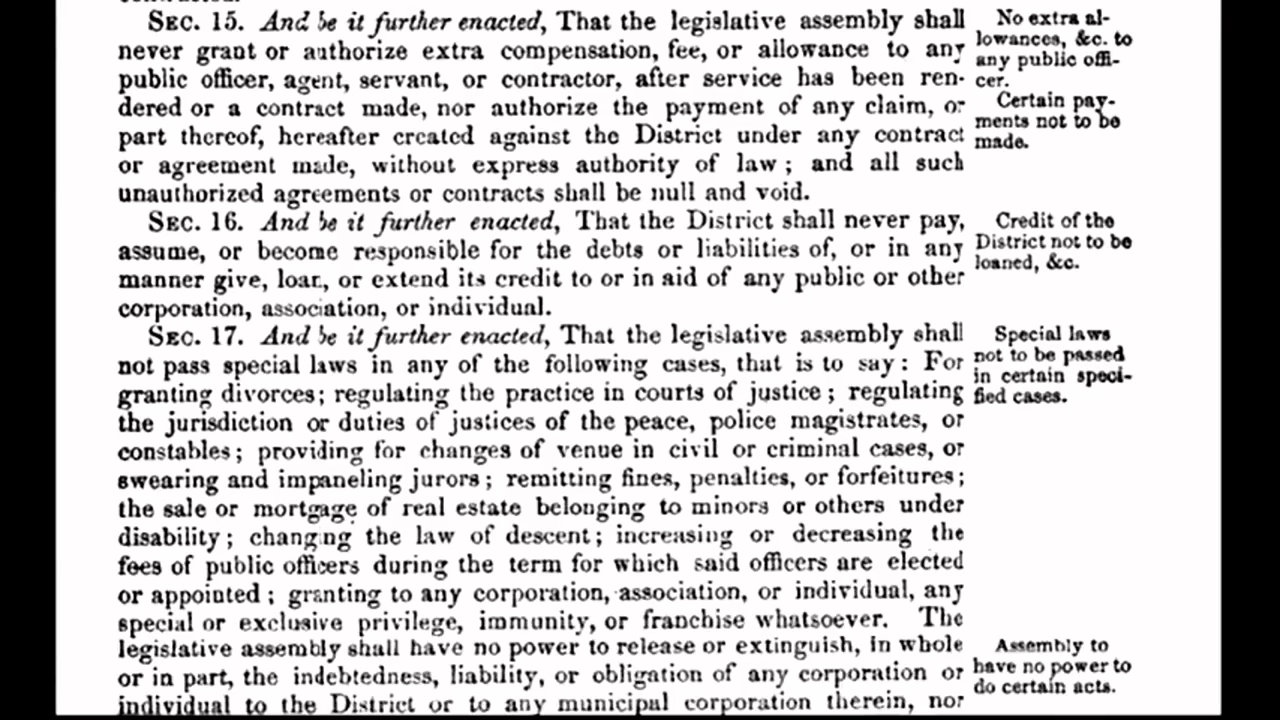 SEC. 15. And be it further enacted, That the legislative assembly shall
never grant or authorize extra compensation, fee, or allowance to any
public officer, agent, servant, or contractor, after service has been ren-
dered or a contract made, nor authorize the payment of any claim, or
part thereof, hereafter created against the District under any contract
or agreement made, without express authority of law; and all such
unauthorized agreements or contracts shall be null and void.
SEC. 16. And be it further enacted, That the District shall never pay,
assume, or become responsible for the debts or liabilities of, or in any
manner give, loan, or extend its credit to or in aid of any public or other
corporation, association, or individual.
SEC. 17. And be it further enacted, That the legislative assembly shall
not pass special laws in any of the following cases, that is to say: For
granting divorces; regulating the practice in courts of justice; regulating
the jurisdiction or duties of justices of the peace, police magistrates, or
constables; providing for changes of venue in civil or criminal cases, or
swearing and impaneling jurors; remitting fines, penalties, or forfeitures;
the sale or mortgage of real estate belonging to minors or others under
disability; changing the law of descent; increasing or decreasing the
fees of public officers during the term for which said officers are elected
or appointed; granting to any corporation, association, or individual, any
special or exclusive privilege, immunity, or franchise whatsoever. The
legislative assembly shall have no power to release or extinguish, in whole
or in part, the indebtedness, liability, or obligation of any corporation or
individual to the District or to any municipal corporation therein, nor
No extra al-
lowances, &c. to
any public offi-
cer.
Certain pay-
ments not to be
made.
Credit of the
District not to be
loaned, &c.
Special laws
not to be passed
in certain speci-
fied cases.
Assembly to
have no power to
do certain acts.